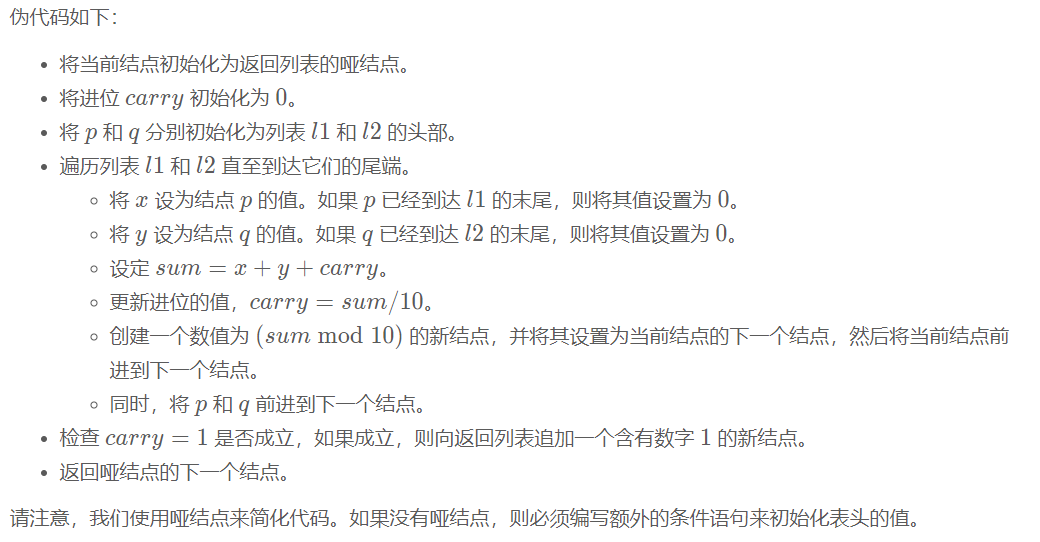 伪代码如下：
• 将当前结点初始化为返回列表的哑结点。
• 将进位 carry 初始化为 0。
• 将 p 和 q 分别初始化为列表 l1 和 l2 的头部。
• 遍历列表 l1 和 l2 直至到达它们的尾端。
◦ 将 x 设为结点 p 的值。如果 p 已经到达 l1 的末尾，则将其值设置为 0。
◦ 将 y 设为结点 q 的值。如果 q 已经到达 l2 的末尾，则将其值设置为 0。
◦ 设定 sum = x + y + carry。
◦ 更新进位的值，carry = sum/10。
◦ 创建一个数值为 (sum mod 10) 的新结点，并将其设置为当前结点的下一个结点，然后将当前结点前
进到下一个结点。
◦ 同时，将 p 和 q 前进到下一个结点。
• 检查 carry = 1 是否成立，如果成立，则向返回列表追加一个含有数字 1 的新结点。
• 返回哑结点的下一个结点。
请注意，我们使用哑结点来简化代码。如果没有哑结点，则必须编写额外的条件语句来初始化表头的值。